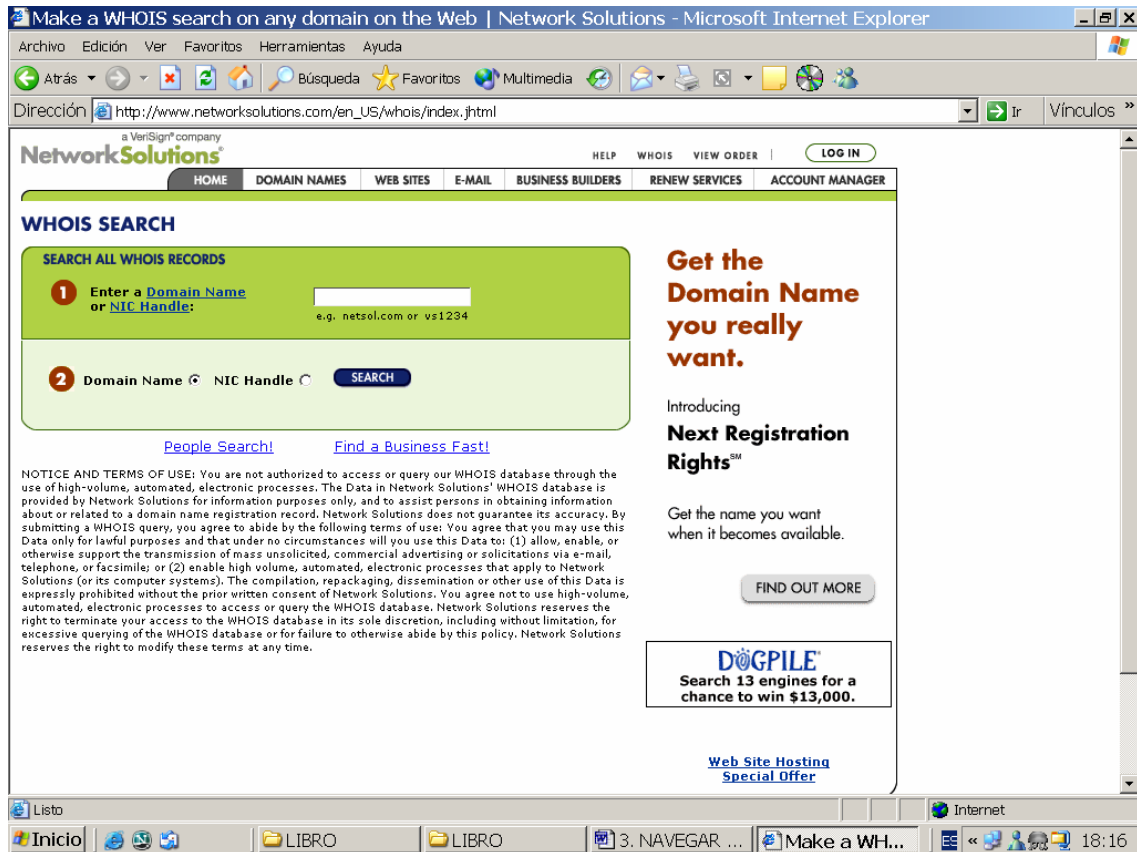 Make a WHOIS search on any domain on the Web | Network Solutions - Microsoft Internet Explorer
Archivo Edición Ver Favoritos Herramientas Ayuda
Atrás Búsqueda Favoritos Multimedia
Dirección http://www.networksolutions.com/en_US/whois/index.jhtml Ir Vínculos »
a VeriSign® company
NetworkSolutions®
HELP WHOIS VIEW ORDER | LOG IN
HOME DOMAIN NAMES WEB SITES E-MAIL BUSINESS BUILDERS RENEW SERVICES ACCOUNT MANAGER
WHOIS SEARCH
SEARCH ALL WHOIS RECORDS
1 Enter a Domain Name
or NIC Handle:
e.g. netsol.com or vs1234
2 Domain Name NIC Handle SEARCH
People Search! Find a Business Fast!
NOTICE AND TERMS OF USE: You are not authorized to access or query our WHOIS database through the
use of high-volume, automated, electronic processes. The Data in Network Solutions' WHOIS database is
provided by Network Solutions for information purposes only, and to assist persons in obtaining information
about or related to a domain name registration record. Network Solutions does not guarantee its accuracy. By
submitting a WHOIS query, you agree to abide by the following terms of use: You agree that you may use this
Data only for lawful purposes and that under no circumstances will you use this Data to: (1) allow, enable, or
otherwise support the transmission of mass unsolicited, commercial advertising or solicitations via e-mail,
telephone, or facsimile; or (2) enable high volume, automated, electronic processes that apply to Network
Solutions (or its computer systems). The compilation, repackaging, dissemination or other use of this Data is
expressly prohibited without the prior written consent of Network Solutions. You agree not to use high-volume,
automated, electronic processes to access or query the WHOIS database. Network Solutions reserves the
right to terminate your access to the WHOIS database in its sole discretion, including without limitation, for
excessive querying of the WHOIS database or for failure to otherwise abide by this policy. Network Solutions
reserves the right to modify these terms at any time.
Get the
Domain Name
you really
want.
Introducing
Next Registration
Rights℠
Get the name you want
when it becomes available.
FIND OUT MORE
DOGPILE®
Search 13 engines for a
chance to win $13,000.
Web Site Hosting
Special Offer
Listo Internet
Inicio LIBRO LIBRO 3. NAVEGAR ... Make a WH... ES « 18:16